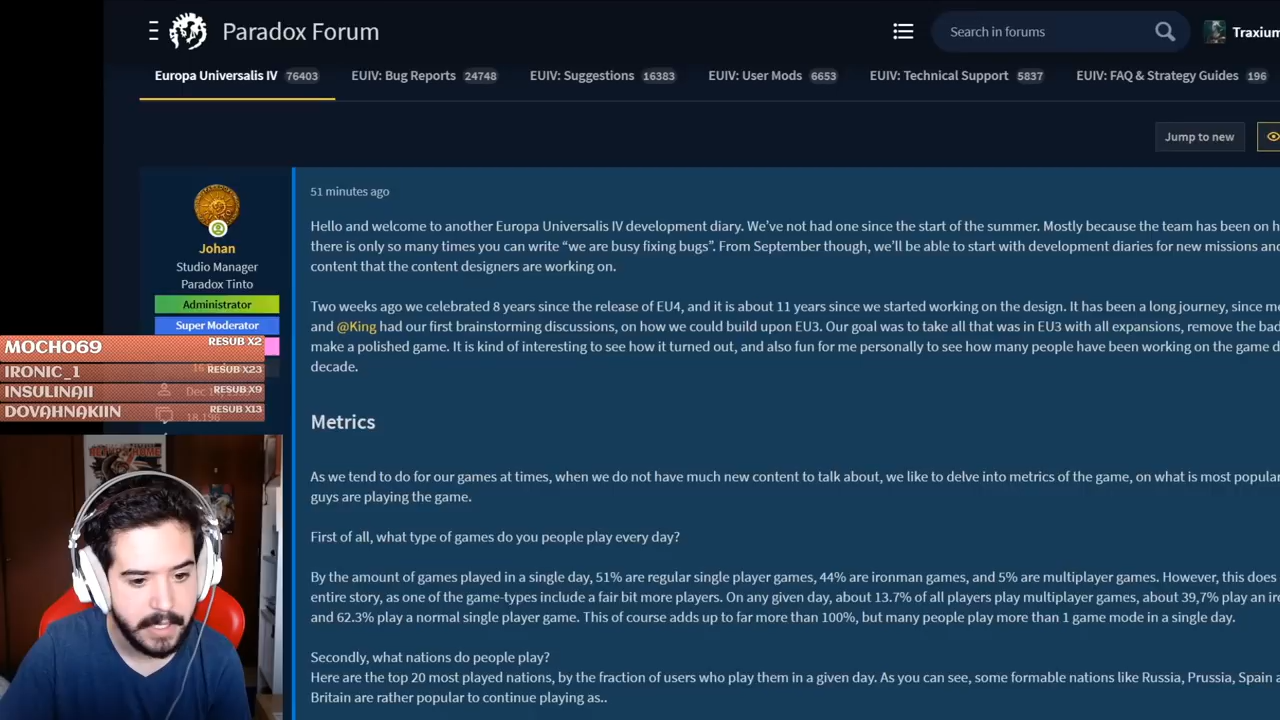 Paradox Forum
Search in forums
Traxium
Europa Universalis IV 76403
EUIV: Bug Reports 24748
EUIV: Suggestions 16383
EUIV: User Mods 6653
EUIV: Technical Support 5837
EUIV: FAQ & Strategy Guides 196
Jump to new
Johan
Studio Manager
Paradox Tinto
Administrator
Super Moderator
MOCHO69 RESUB X2
IRONIC_1 RESUB X23
INSULINAII RESUB X9
DOVAHNAKIIN RESUB X13
18,196
51 minutes ago
Hello and welcome to another Europa Universalis IV development diary. We've not had one since the start of the summer. Mostly because the team has been on
there is only so many times you can write “we are busy fixing bugs”. From September though, we'll be able to start with development diaries for new missions and
content that the content designers are working on.
Two weeks ago we celebrated 8 years since the release of EU4, and it is about 11 years since we started working on the design. It has been a long journey, since
and @King had our first brainstorming discussions, on how we could build upon EU3. Our goal was to take all that was in EU3 with all expansions, remove the bad
make a polished game. It is kind of interesting to see how it turned out, and also fun for me personally to see how many people have been working on the game
decade.
Metrics
As we tend to do for our games at times, when we do not have much new content to talk about, we like to delve into metrics of the game, on what is most popular
guys are playing the game.
First of all, what type of games do you people play every day?
By the amount of games played in a single day, 51% are regular single player games, 44% are ironman games, and 5% are multiplayer games. However, this does
entire story, as one of the game-types include a fair bit more players. On any given day, about 13.7% of all players play multiplayer games, about 39,7% play an
and 62.3% play a normal single player game. This of course adds up to far more than 100%, but many people play more than 1 game mode in a single day.
Secondly, what nations do people play?
Here are the top 20 most played nations, by the fraction of users who play them in a given day. As you can see, some formable nations like Russia, Prussia, Spain
Britain are rather popular to continue playing as..